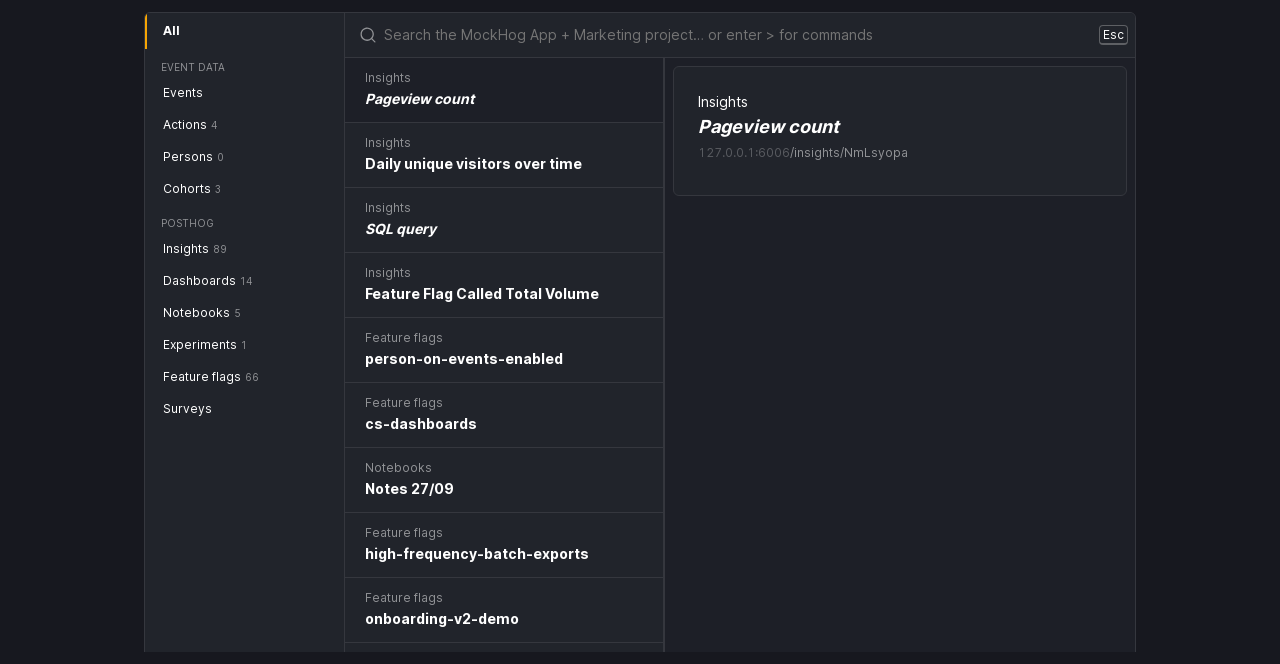 All
EVENT DATA
Events
Actions 4
Persons 0
Cohorts 3
POSTHOG
Insights 89
Dashboards 14
Notebooks 5
Experiments 1
Feature flags 66
Surveys
Search the MockHog App + Marketing project… or enter > for commands
Esc
Insights
Pageview count
Insights
Daily unique visitors over time
Insights
SQL query
Insights
Feature Flag Called Total Volume
Feature flags
person-on-events-enabled
Feature flags
cs-dashboards
Notebooks
Notes 27/09
Feature flags
high-frequency-batch-exports
Feature flags
onboarding-v2-demo
Insights
Pageview count
127.0.0.1:6006/insights/NmLsyopa